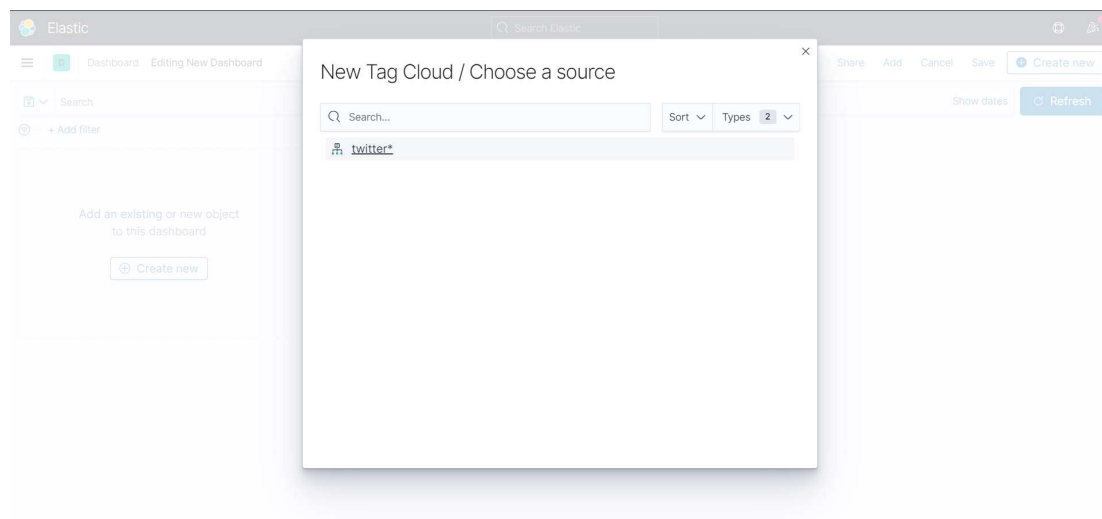 Elastic
Search Elastic
D Dashboard Editing New Dashboard
Share Add Cancel Save Create new
Search
Show dates Refresh
+ Add filter
New Tag Cloud / Choose a source
Search...
Sort Types 2
twitter*
Add an existing or new object
to this dashboard
Create new